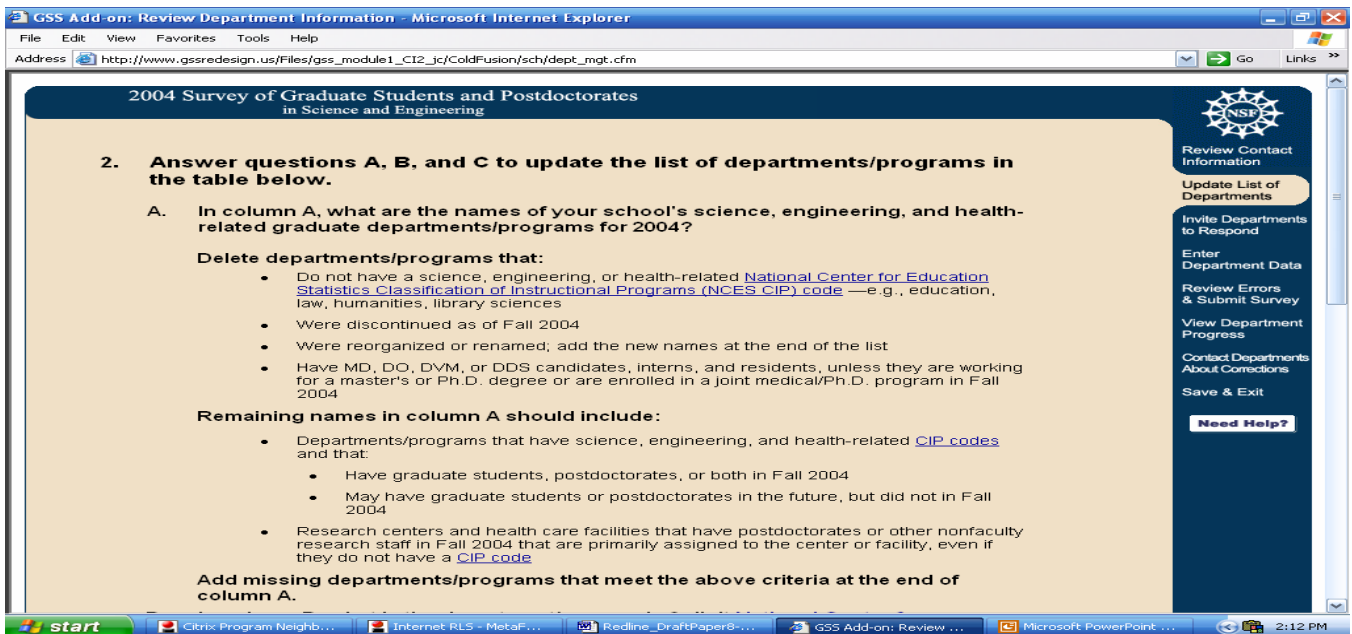 GSS Add-on: Review Department Information - Microsoft Internet Explorer
File Edit View Favorites Tools Help
Address http://www.gssredesign.us/Files/gss_module1_CI2_jc/ColdFusion/sch/dept_mgt.cfm Go Links »
2004 Survey of Graduate Students and Postdoctorates
in Science and Engineering
NSF
2. Answer questions A, B, and C to update the list of departments/programs in
the table below.
A. In column A, what are the names of your school's science, engineering, and health-
related graduate departments/programs for 2004?
Delete departments/programs that:
• Do not have a science, engineering, or health-related National Center for Education
Statistics Classification of Instructional Programs (NCES CIP) code —e.g., education,
law, humanities, library sciences
• Were discontinued as of Fall 2004
• Were reorganized or renamed; add the new names at the end of the list
• Have MD, DO, DVM, or DDS candidates, interns, and residents, unless they are working
for a master's or Ph.D. degree or are enrolled in a joint medical/Ph.D. program in Fall
2004
Remaining names in column A should include:
• Departments/programs that have science, engineering, and health-related CIP codes
and that:
• Have graduate students, postdoctorates, or both in Fall 2004
• May have graduate students or postdoctorates in the future, but did not in Fall
2004
• Research centers and health care facilities that have postdoctorates or other nonfaculty
research staff in Fall 2004 that are primarily assigned to the center or facility, even if
they do not have a CIP code
Add missing departments/programs that meet the above criteria at the end of
column A.
Review Contact
Information
Update List of
Departments
Invite Departments
to Respond
Enter
Department Data
Review Errors
& Submit Survey
View Department
Progress
Contact Departments
About Corrections
Save & Exit
Need Help?
start Citrix Program Neighb... Internet RLS - MetaF... Redline_DraftPaper8-... GSS Add-on: Review ... Microsoft PowerPoint ... 2:12 PM